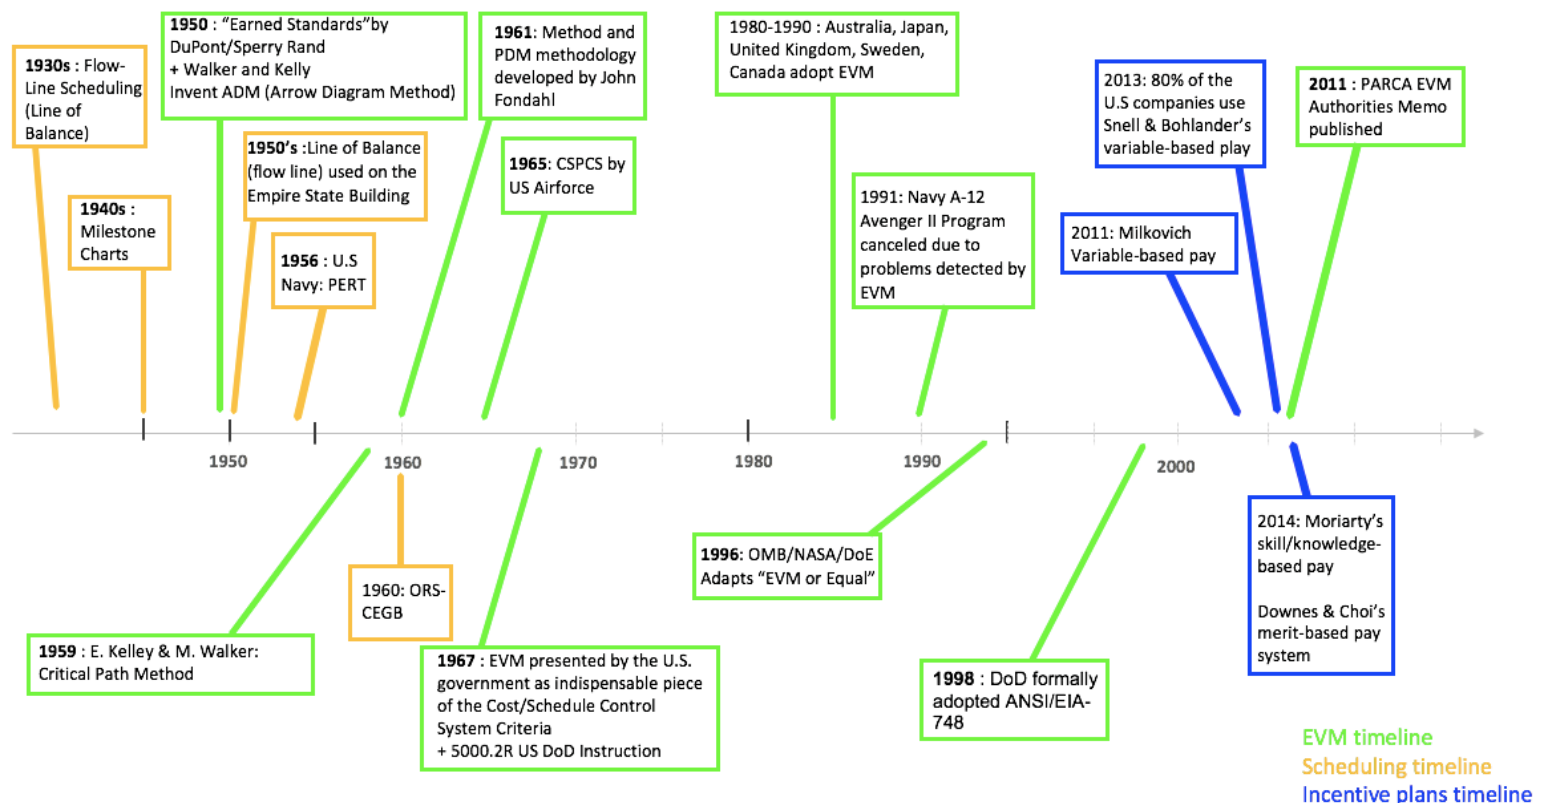 1930s : Flow-
Line Scheduling
(Line of
Balance)
1940s :
Milestone
Charts
1950 : “Earned Standards”by
DuPont/Sperry Rand
+ Walker and Kelly
Invent ADM (Arrow Diagram Method)
1950’s :Line of Balance
(flow line) used on the
Empire State Building
1956 : U.S
Navy: PERT
1961: Method and
PDM methodology
developed by John
Fondahl
1965: CSPCS by
US Airforce
1980-1990 : Australia, Japan,
United Kingdom, Sweden,
Canada adopt EVM
1991: Navy A-12
Avenger II Program
canceled due to
problems detected by
EVM
2013: 80% of the
U.S companies use
Snell & Bohlander’s
variable-based play
2011: Milkovich
Variable-based pay
2011 : PARCA EVM
Authorities Memo
published
1950
1960
1970
1980
1990
2000
1959 : E. Kelley & M. Walker:
Critical Path Method
1960: ORS-
CEGB
1967 : EVM presented by the U.S.
government as indispensable piece
of the Cost/Schedule Control
System Criteria
+ 5000.2R US DoD Instruction
1996: OMB/NASA/DoE
Adapts “EVM or Equal”
1998 : DoD formally
adopted ANSI/EIA-
748
2014: Moriarty’s
skill/knowledge-
based pay
Downes & Choi’s
merit-based pay
system
EVM timeline
Scheduling timeline
Incentive plans timeline